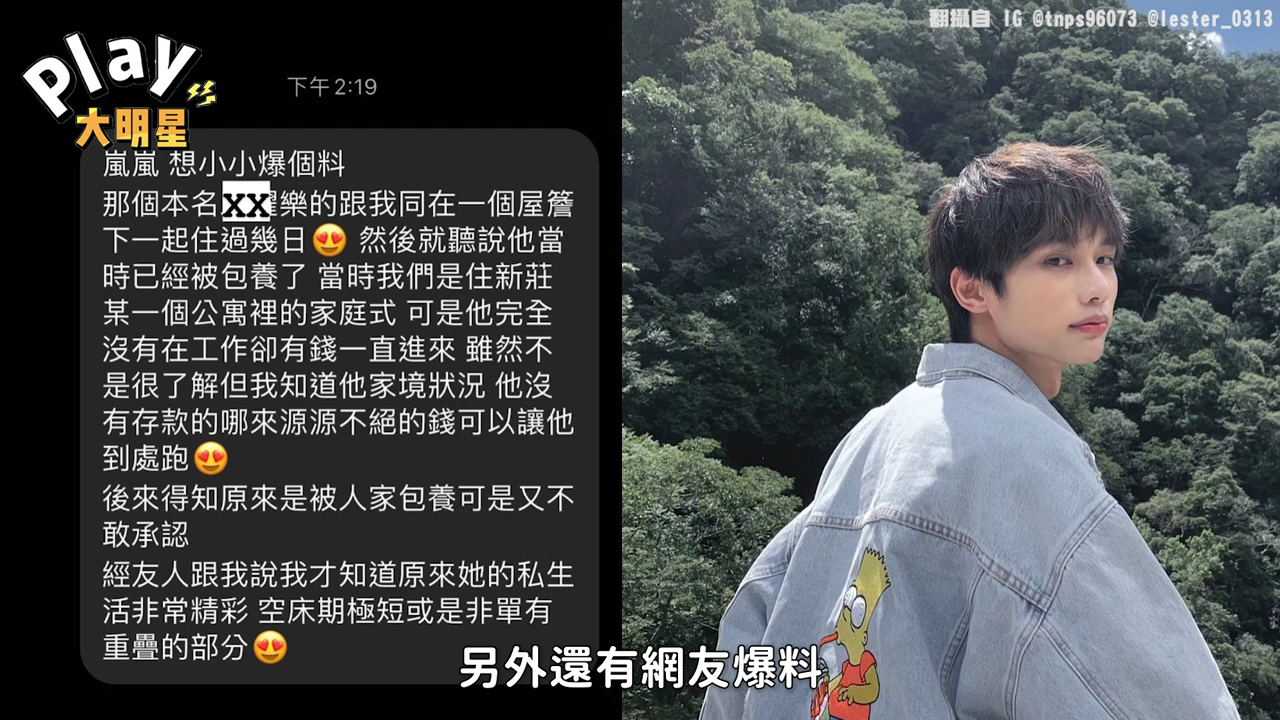 Play
大明星
翻攝自 IG @tnps96073 @lester_0313
下午2:19
嵐嵐 想小小爆個料
那個本名XX樂的跟我同在一個屋簷
下一起住過幾日😍 然後就聽說他當
時已經被包養了 當時我們是住新莊
某一個公寓裡的家庭式 可是他完全
沒有在工作卻有錢一直進來 雖然不
是很了解但我知道他家境狀況 他沒
有存款的哪來源源不絕的錢可以讓他
到處跑😍
後來得知原來是被人家包養可是又不
敢承認
經友人跟我說我才知道原來她的私生
活非常精彩 空床期極短或是非單有
重疊的部分😍
另外還有網友爆料